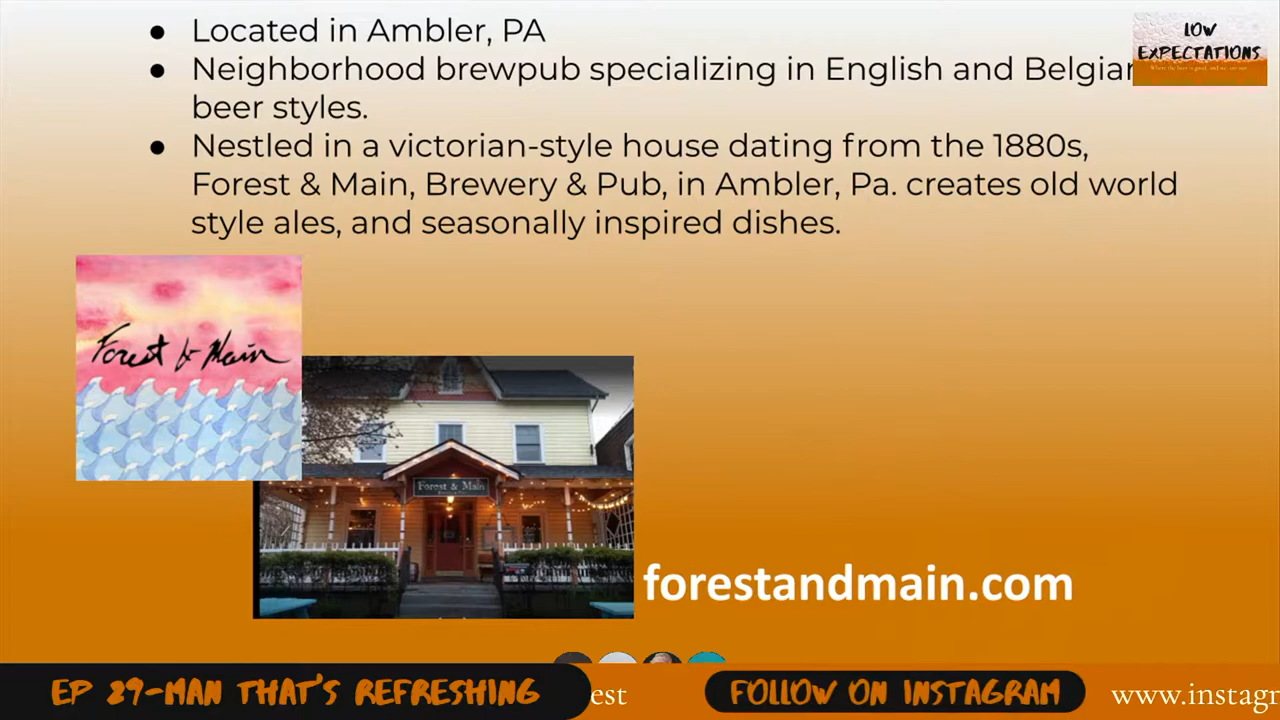 Located in Ambler, PA
Neighborhood brewpub specializing in English and Belgian
beer styles.
Nestled in a victorian-style house dating from the 1880s,
Forest & Main, Brewery & Pub, in Ambler, Pa. creates old world
style ales, and seasonally inspired dishes.
LOW
EXPECTATIONS
Forest & Main
Forest & Main
forestandmain.com
EP 29-MAN THAT'S REFRESHING
est
FOLLOW ON INSTAGRAM
www.instagr